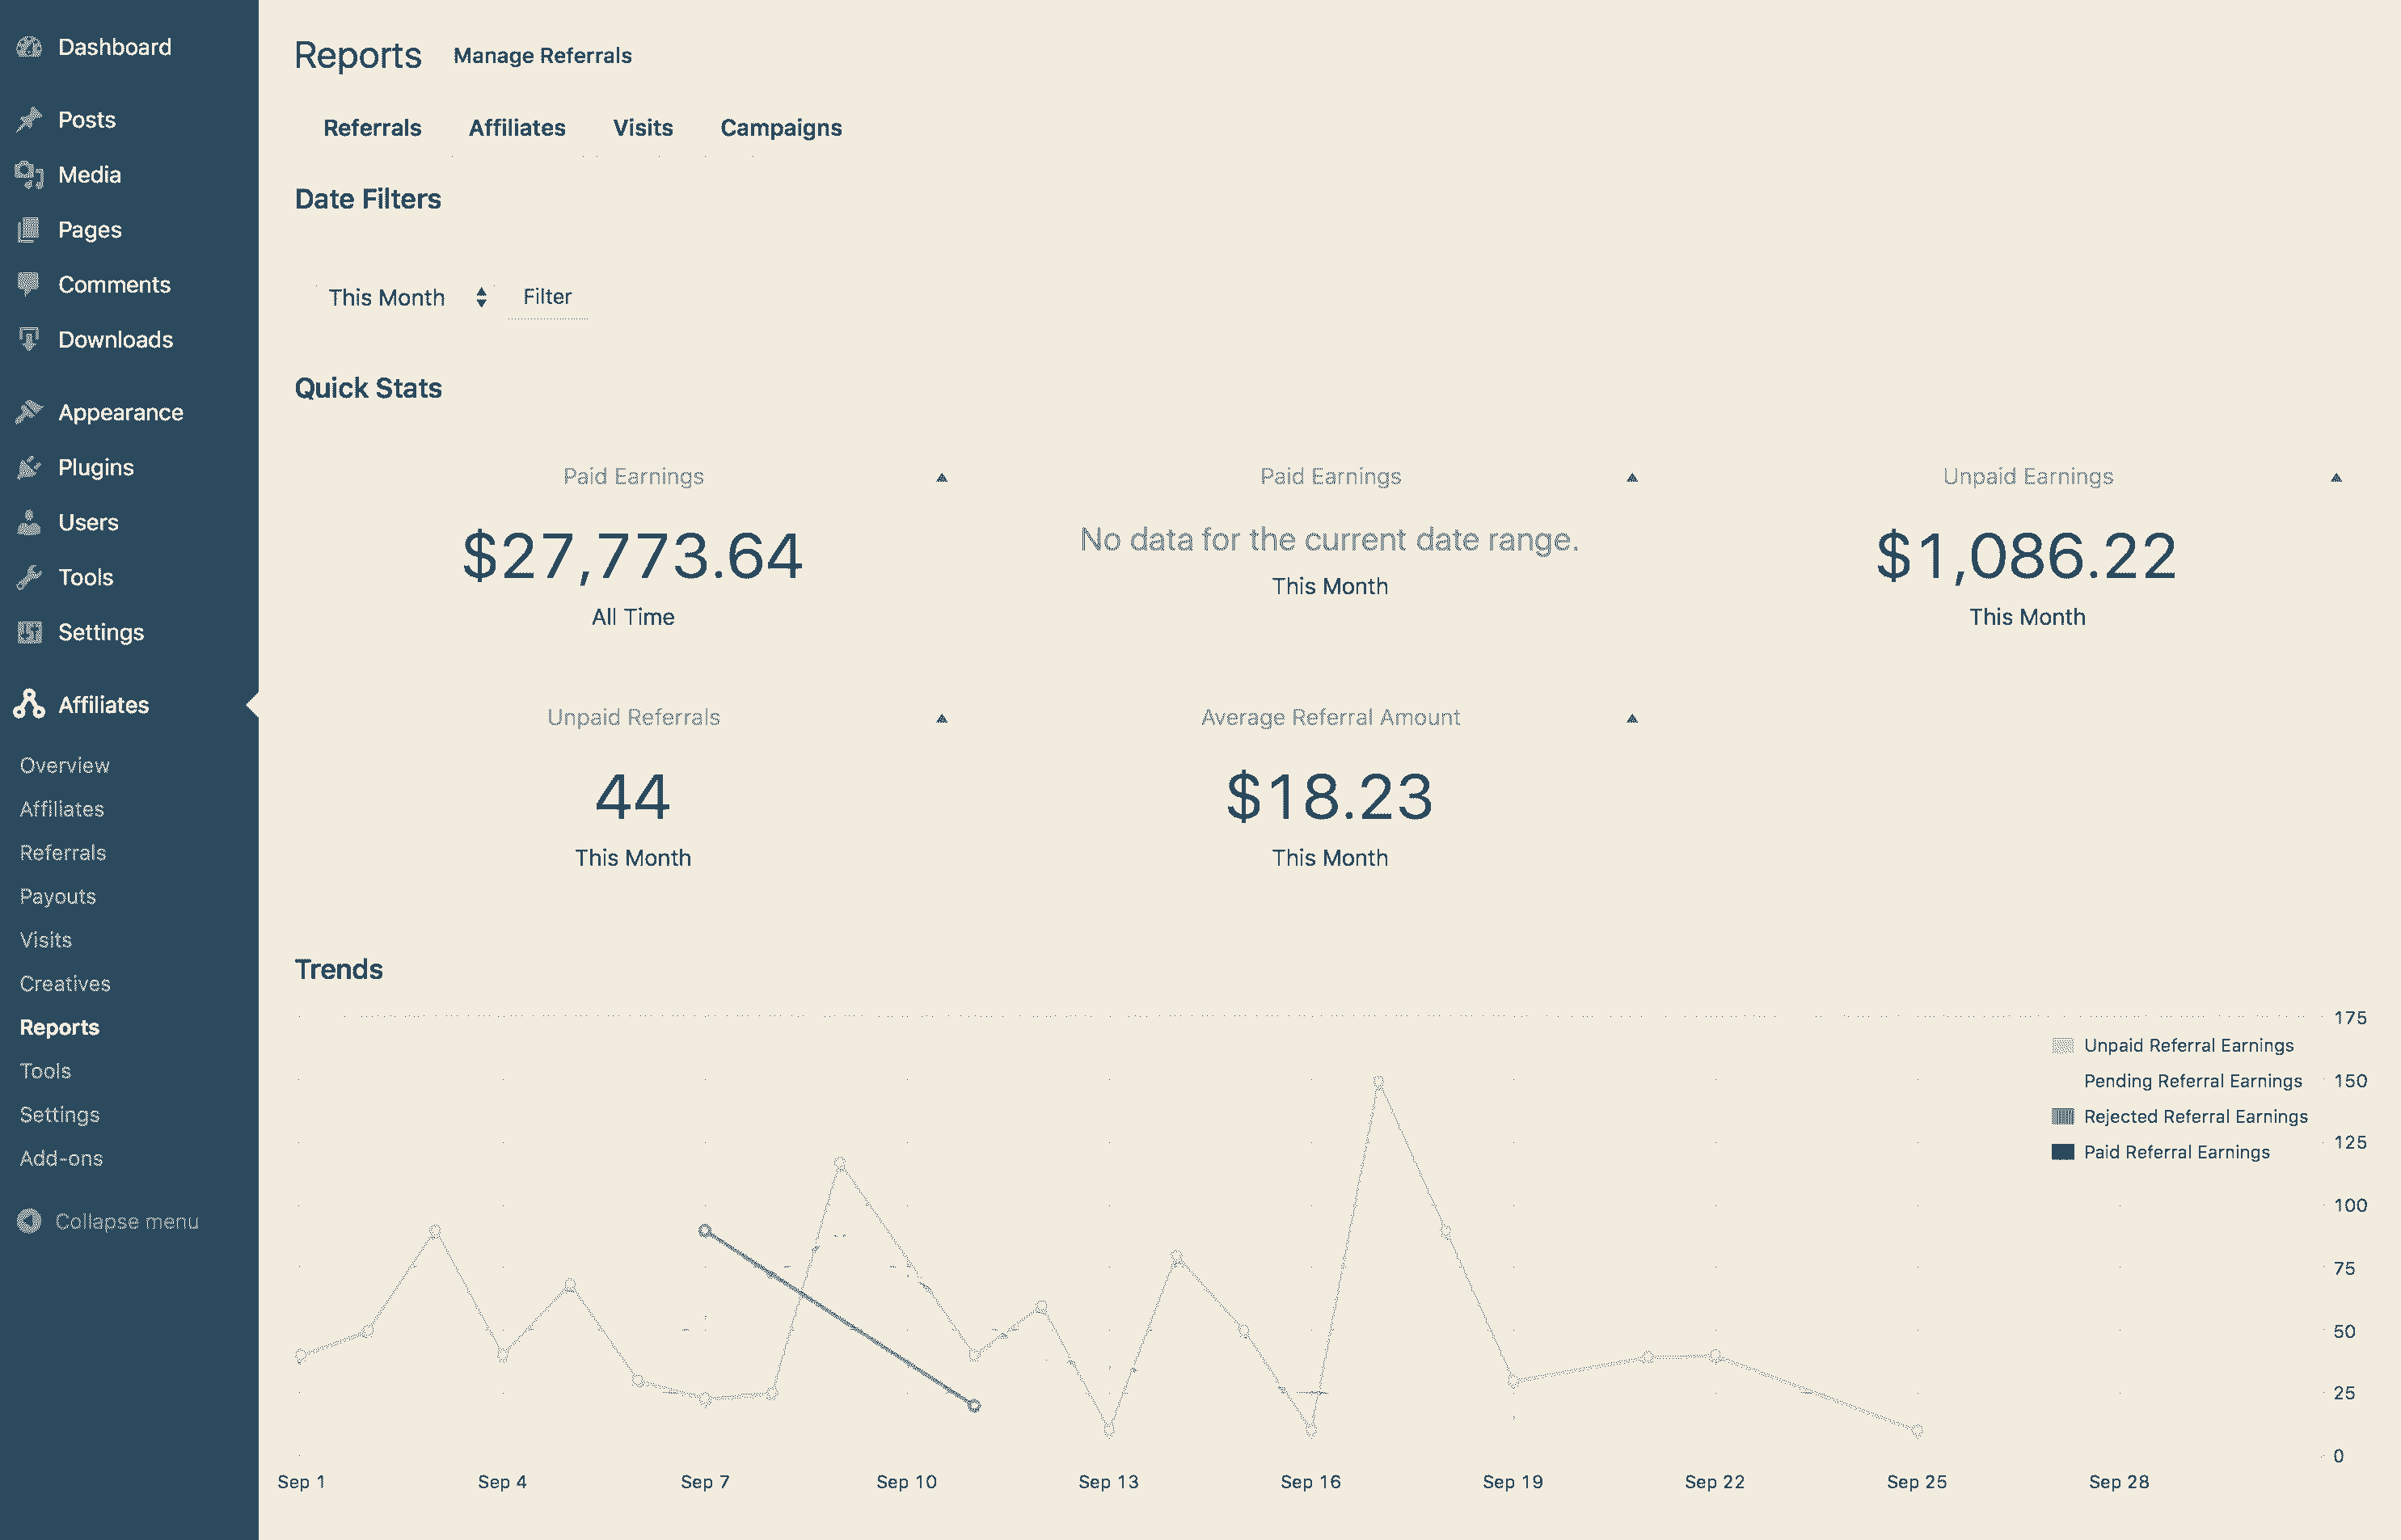 Dashboard
Posts
Media
Pages
Comments
Downloads
Appearance
Plugins
Users
Tools
Settings
Affiliates
Overview
Affiliates
Referrals
Payouts
Visits
Creatives
Reports
Tools
Settings
Add-ons
Collapse menu
Reports Manage Referrals
Referrals Affiliates Visits Campaigns
Date Filters
This Month Filter
Quick Stats
Paid Earnings
$27,773.64
All Time
Paid Earnings
No data for the current date range.
This Month
Unpaid Earnings
$1,086.22
This Month
Unpaid Referrals
44
This Month
Average Referral Amount
$18.23
This Month
Trends
175
150
125
100
75
50
25
0
Unpaid Referral Earnings
Pending Referral Earnings
Rejected Referral Earnings
Paid Referral Earnings
Sep 1 Sep 4 Sep 7 Sep 10 Sep 13 Sep 16 Sep 19 Sep 22 Sep 25 Sep 28